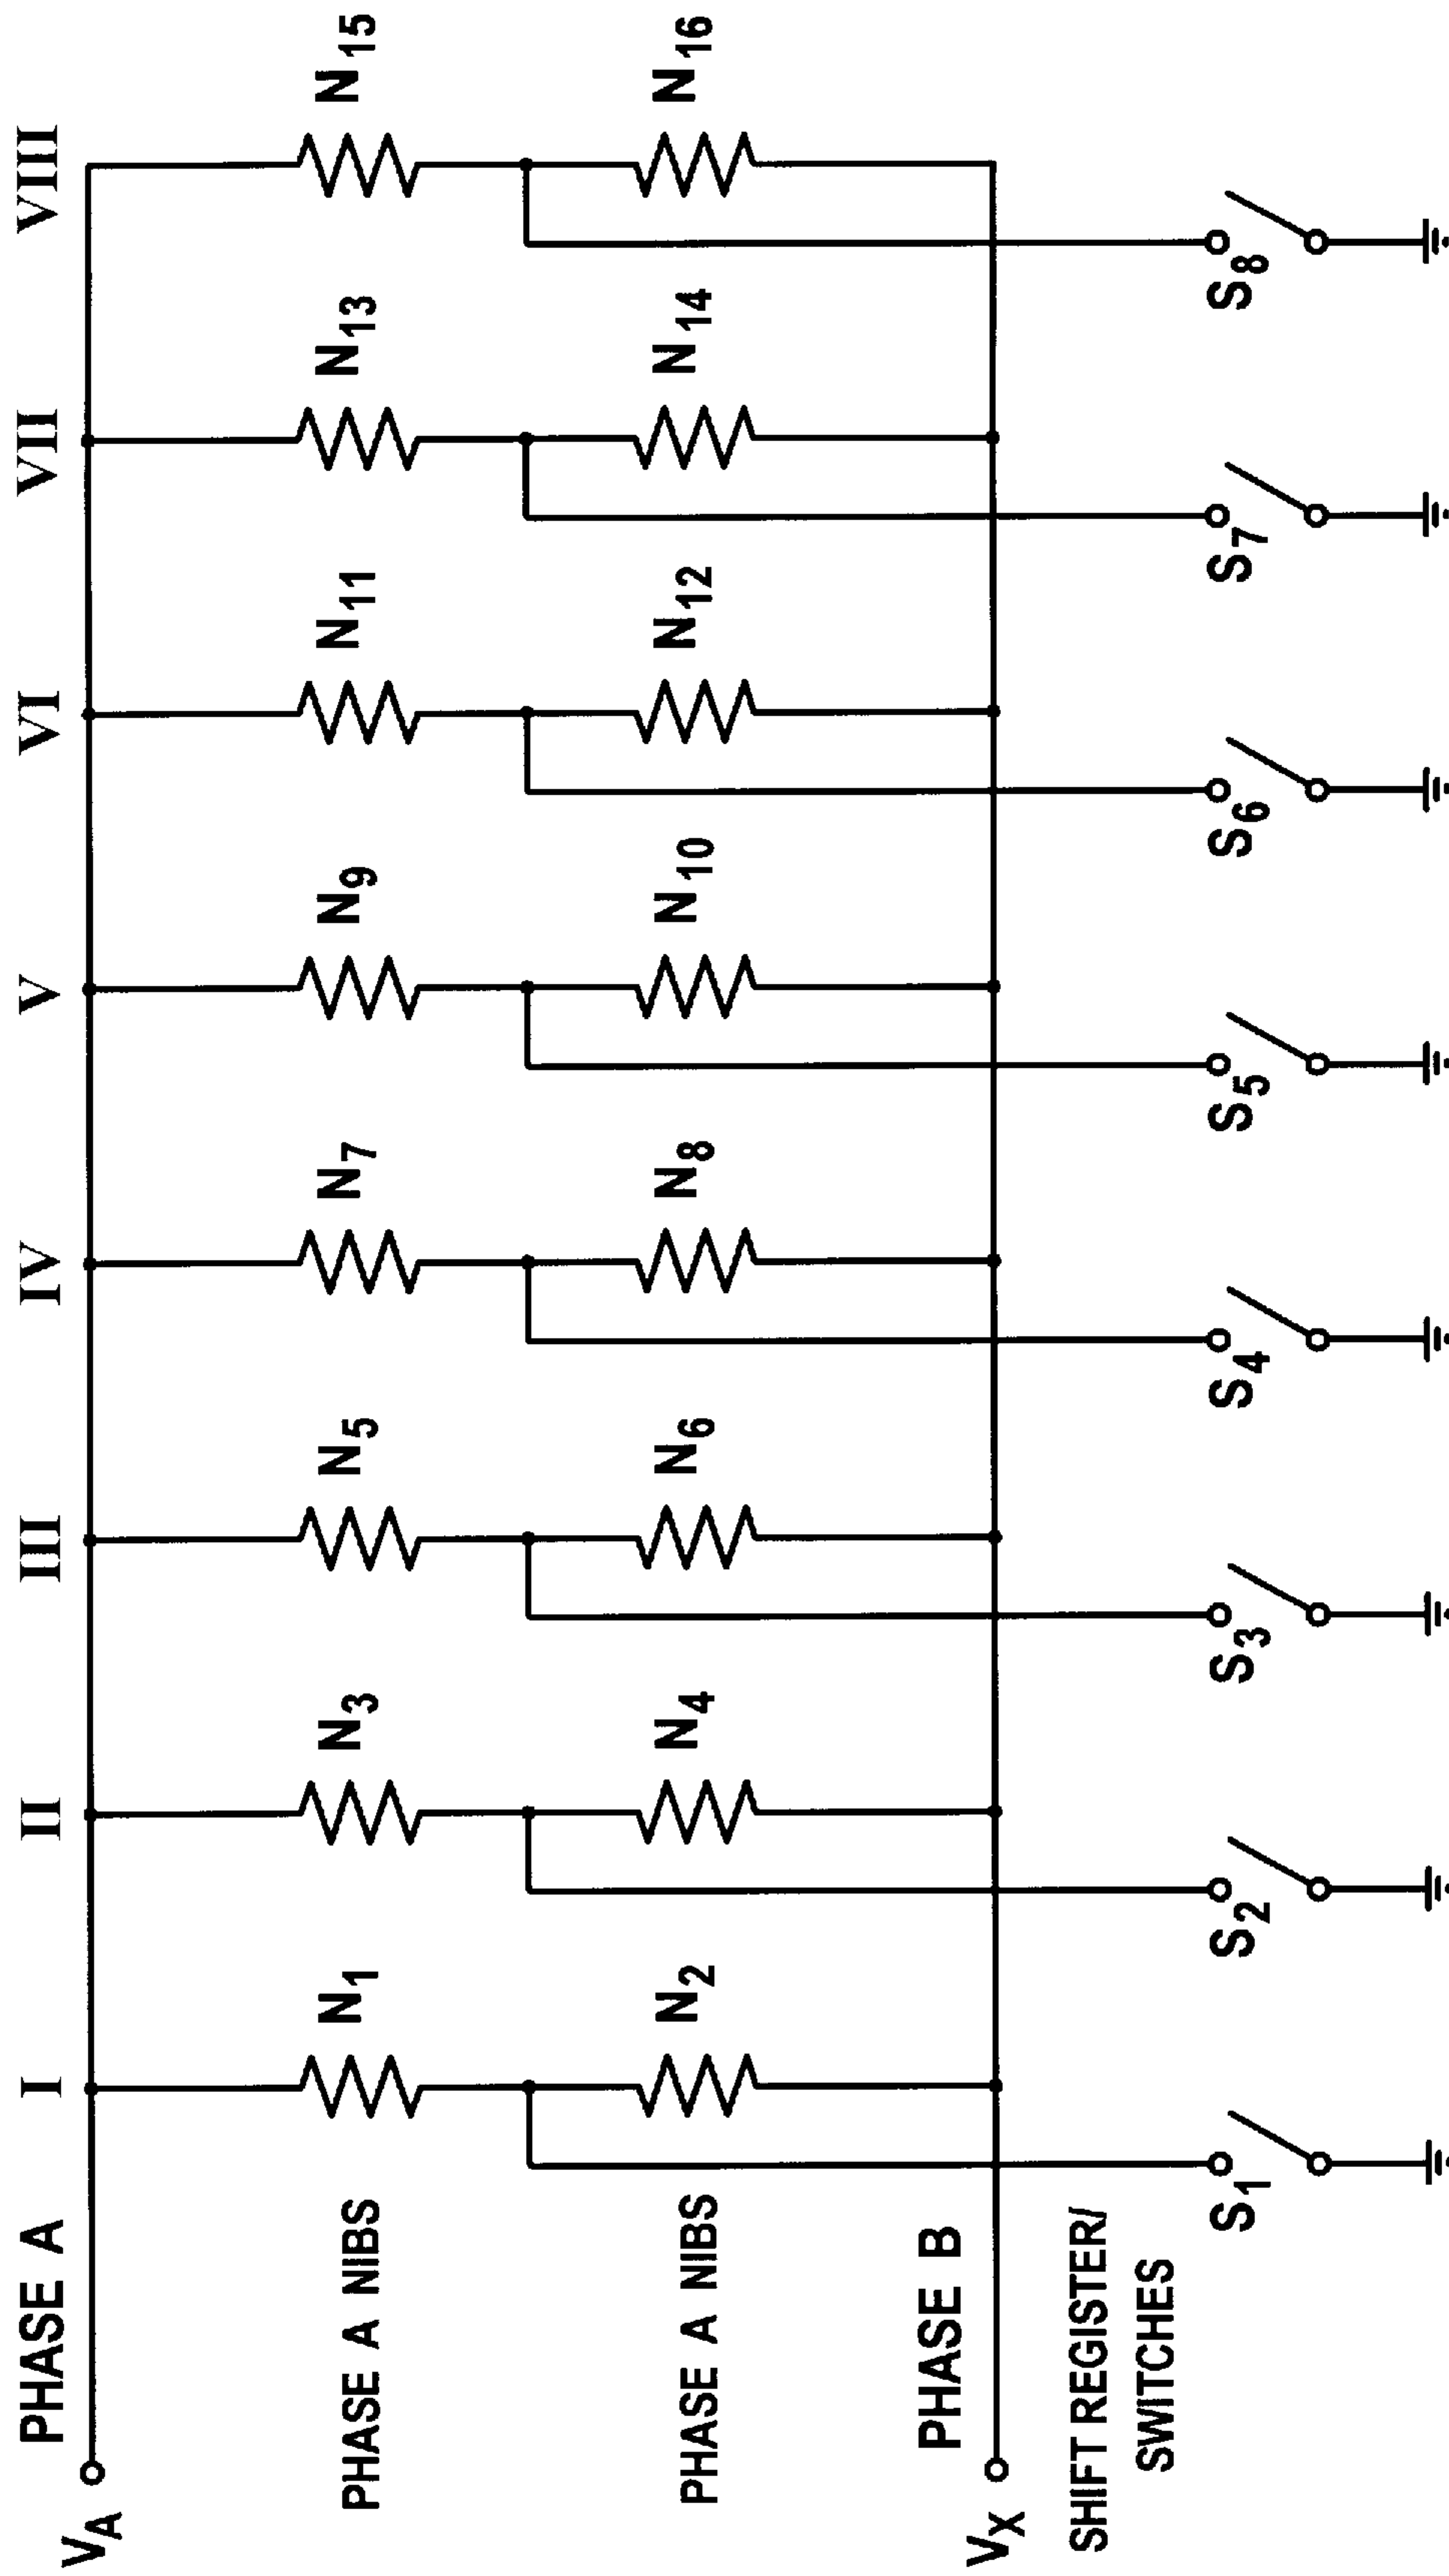 I II III IV V VI VII VIII
PHASE A
VA
N1 N3 N5 N7 N9 N11 N13 N15
PHASE A NIBS
N2 N4 N6 N8 N10 N12 N14 N16
PHASE A NIBS
PHASE B
VX
SHIFT REGISTER/
SWITCHES
S1 S2 S3 S4 S5 S6 S7 S8